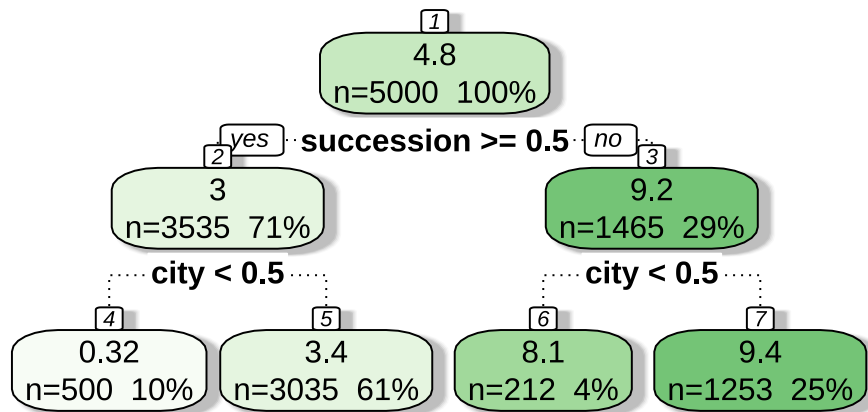 1
4.8
n=5000 100%
yes succession >= 0.5 no
2
3
n=3535 71%
3
9.2
n=1465 29%
city < 0.5
city < 0.5
4
0.32
n=500 10%
5
3.4
n=3035 61%
6
8.1
n=212 4%
7
9.4
n=1253 25%